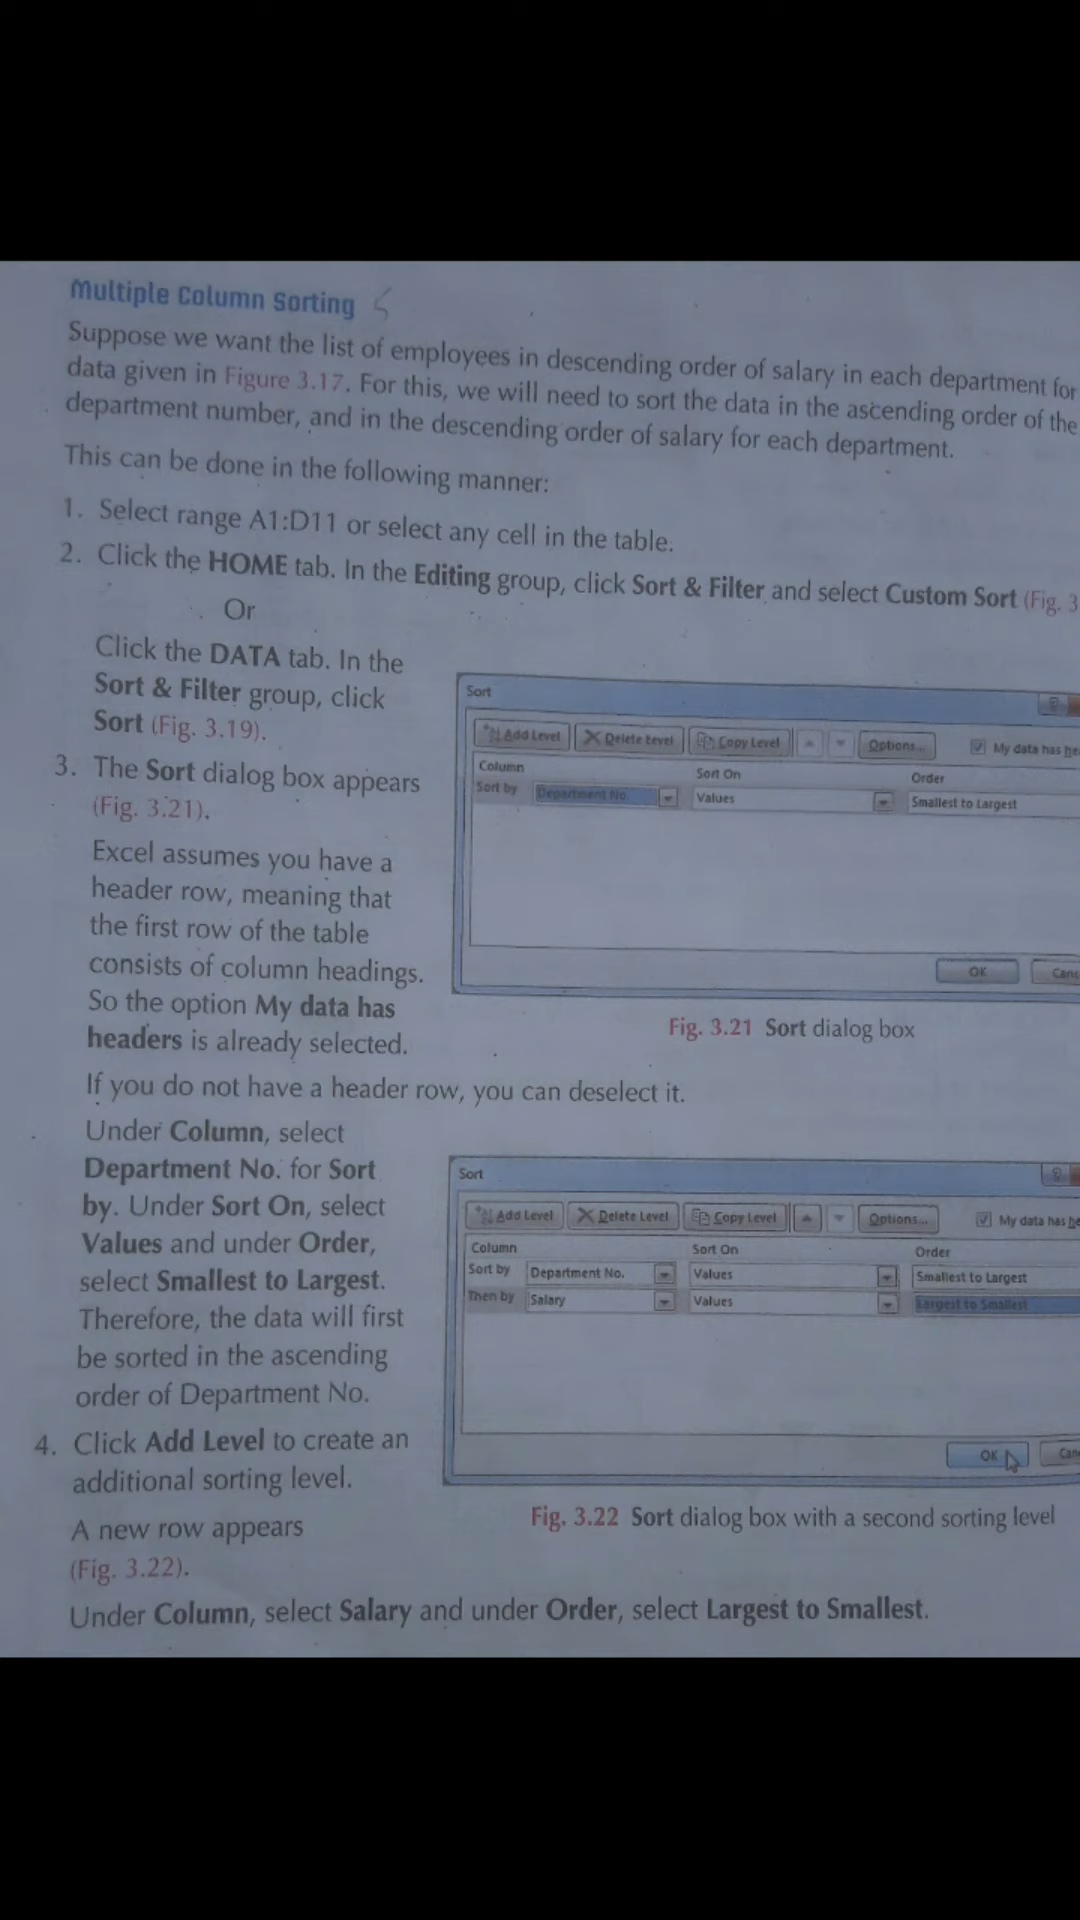 Multiple Column Sorting
Suppose we want the list of employees in descending order of salary in each department for
data given in Figure 3.17. For this, we will need to sort the data in the ascending order of the
department number, and in the descending order of salary for each department.
This can be done in the following manner:
1. Select range A1:D11 or select any cell in the table.
2. Click the HOME tab. In the Editing group, click Sort & Filter and select Custom Sort (Fig. 3
Or
Click the DATA tab. In the
Sort & Filter group, click
Sort (Fig. 3.19).
3. The Sort dialog box appears
(Fig. 3.21).
Excel assumes you have a
header row, meaning that
the first row of the table
consists of column headings.
So the option My data has
headers is already selected.
Sort
Add Level Delete Level Copy Level Options... My data has he
Column Sort On Order
Sort by Department No. Values Smallest to Largest
OK Canc
Fig. 3.21 Sort dialog box
If you do not have a header row, you can deselect it.
Under Column, select
Department No. for Sort
by. Under Sort On, select
Values and under Order,
select Smallest to Largest.
Therefore, the data will first
be sorted in the ascending
order of Department No.
4. Click Add Level to create an
additional sorting level.
A new row appears
(Fig. 3.22).
Sort
Add Level Delete Level Copy Level Options... My data has he
Column Sort On Order
Sort by Department No. Values Smallest to Largest
Then by Salary Values Largest to Smallest
OK Can
Fig. 3.22 Sort dialog box with a second sorting level
Under Column, select Salary and under Order, select Largest to Smallest.